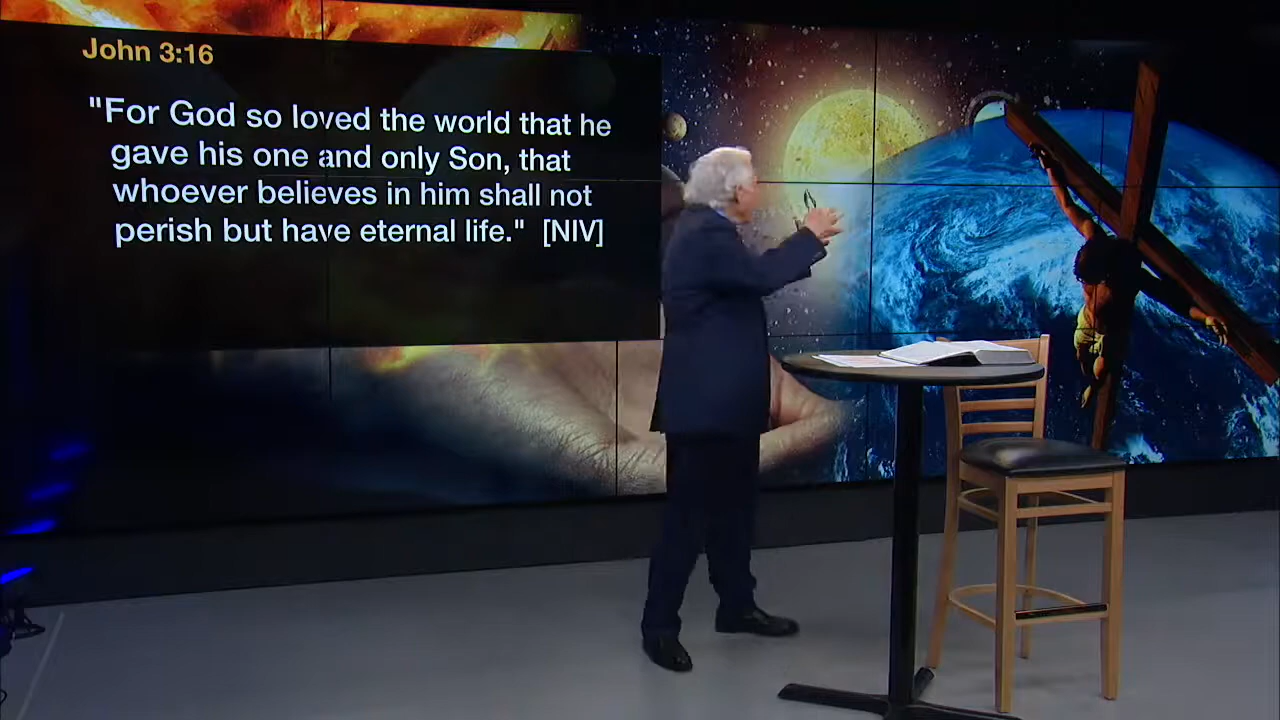 John 3:16
"For God so loved the world that he
gave his one and only Son, that
whoever believes in him shall not
perish but have eternal life." [NIV]